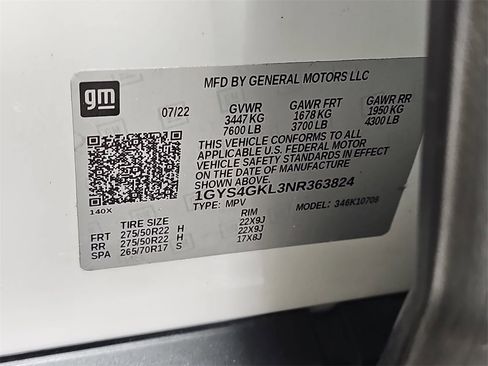 gm
MFD BY GENERAL MOTORS LLC
07/22 GVWR GAWR FRT GAWR RR
3447 KG 1678 KG 1950 KG
7600 LB 3700 LB 4300 LB
THIS VEHICLE CONFORMS TO ALL
APPLICABLE U.S. FEDERAL MOTOR
VEHICLE SAFETY STANDARDS IN EFFECT
ON THE DATE OF MANUFACTURE
1GYS4GKL3NR363824
140X TYPE: MPV MODEL: 346K10706
TIRE SIZE RIM
FRT 275/50R22 H 22X9J
RR 275/50R22 H 22X9J
SPA 265/70R17 S 17X8J